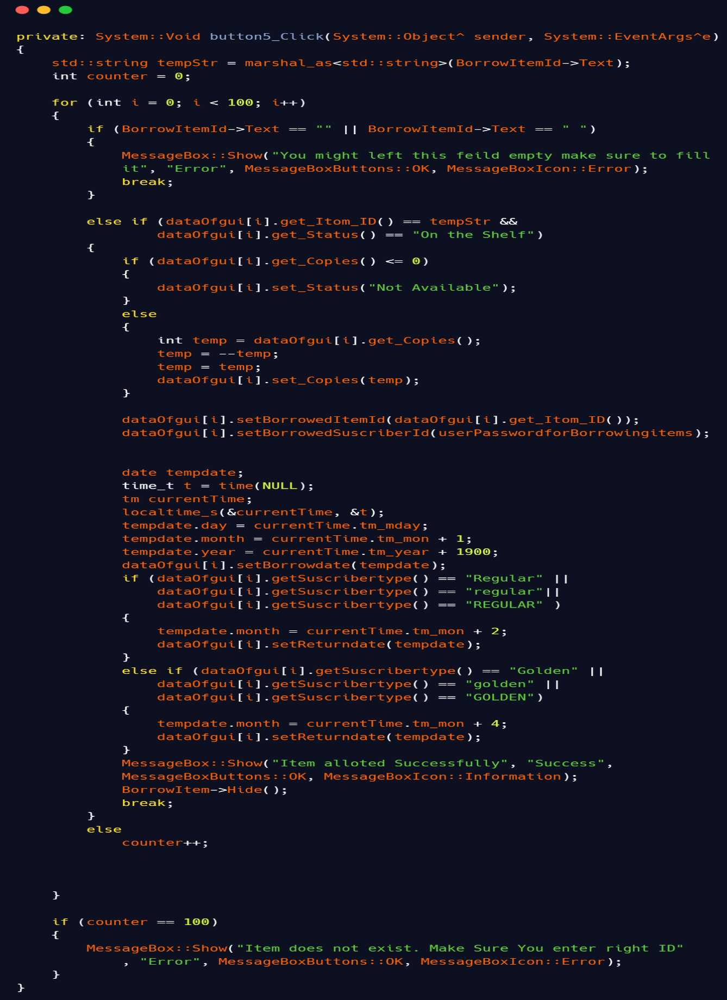 private: System::Void button5_Click(System::Object^ sender, System::EventArgs^e)
{
std::string tempStr = marshal_as<std::string>(BorrowItemId->Text);
int counter = 0;
for (int i = 0; i < 100; i++)
{
if (BorrowItemId->Text == "" || BorrowItemId->Text == " ")
{
MessageBox::Show("You might left this feild empty make sure to fill
it", "Error", MessageBoxButtons::OK, MessageBoxIcon::Error);
break;
}
else if (dataOfgui[i].get_Itom_ID() == tempStr &&
dataOfgui[i].get_Status() == "On the Shelf")
{
if (dataOfgui[i].get_Copies() <= 0)
{
dataOfgui[i].set_Status("Not Available");
}
else
{
int temp = dataOfgui[i].get_Copies();
temp = --temp;
temp = temp;
dataOfgui[i].set_Copies(temp);
}
dataOfgui[i].setBorrowedItemId(dataOfgui[i].get_Itom_ID());
dataOfgui[i].setBorrowedSuscriberId(userPasswordforBorrowingitems);
date tempdate;
time_t t = time(NULL);
tm currentTime;
localtime_s(&currentTime, &t);
tempdate.day = currentTime.tm_mday;
tempdate.month = currentTime.tm_mon + 1;
tempdate.year = currentTime.tm_year + 1900;
dataOfgui[i].setBorrowdate(tempdate);
if (dataOfgui[i].getSuscribertype() == "Regular" ||
dataOfgui[i].getSuscribertype() == "regular"||
dataOfgui[i].getSuscribertype() == "REGULAR" )
{
tempdate.month = currentTime.tm_mon + 2;
dataOfgui[i].setReturndate(tempdate);
}
else if (dataOfgui[i].getSuscribertype() == "Golden" ||
dataOfgui[i].getSuscribertype() == "golden" ||
dataOfgui[i].getSuscribertype() == "GOLDEN")
{
tempdate.month = currentTime.tm_mon + 4;
dataOfgui[i].setReturndate(tempdate);
}
MessageBox::Show("Item alloted Successfully", "Success",
MessageBoxButtons::OK, MessageBoxIcon::Information);
BorrowItem->Hide();
break;
}
else
counter++;
}
if (counter == 100)
{
MessageBox::Show("Item does not exist. Make Sure You enter right ID"
, "Error", MessageBoxButtons::OK, MessageBoxIcon::Error);
}
}